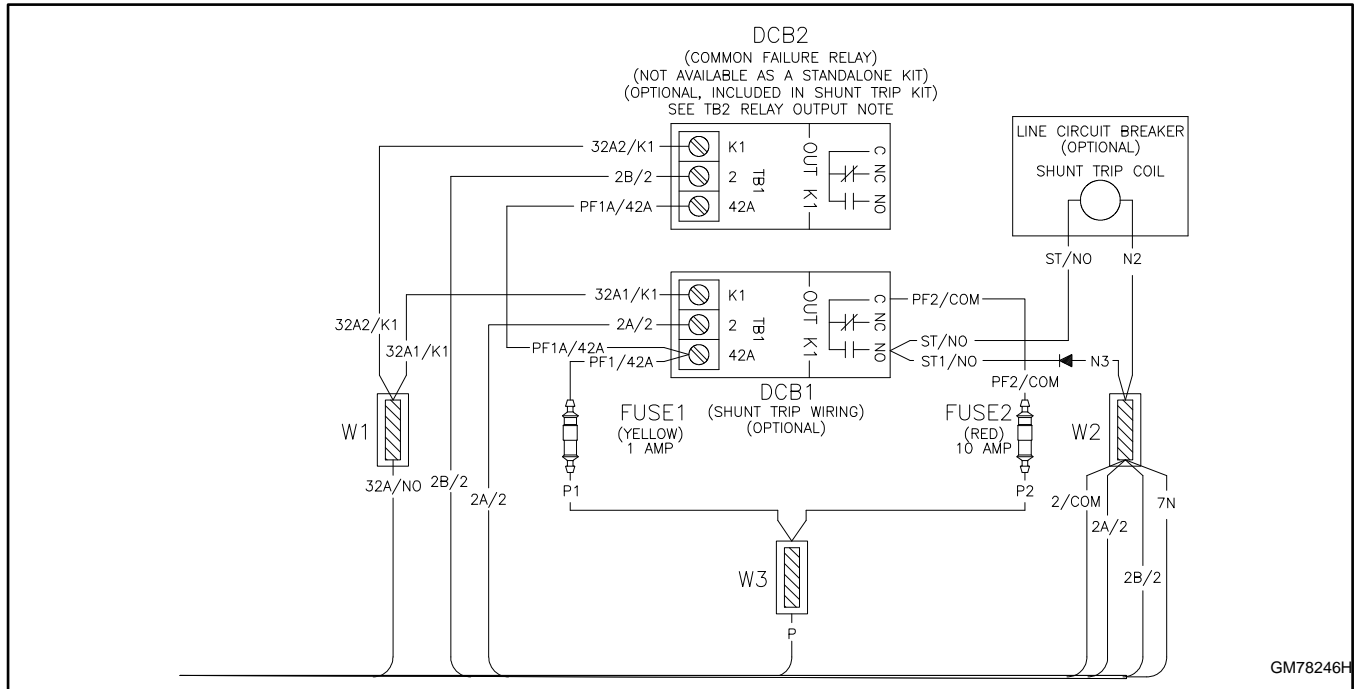 DCB2
(COMMON FAILURE RELAY)
(NOT AVAILABLE AS A STANDALONE KIT)
(OPTIONAL, INCLUDED IN SHUNT TRIP KIT)
SEE TB2 RELAY OUTPUT NOTE
32A2/K1
K1
2B/2
2
PF1A/42A
42A
TB1
OUT K1
C
NC
NO
LINE CIRCUIT BREAKER
(OPTIONAL)
SHUNT TRIP COIL
ST/NO
N2
32A1/K1
K1
2A/2
2
PF1A/42A
PF1/42A
42A
TB1
OUT K1
C
NC
NO
PF2/COM
ST/NO
ST1/NO
N3
PF2/COM
DCB1
(SHUNT TRIP WIRING)
(OPTIONAL)
32A2/K1
32A1/K1
W1
32A/NO
2B/2
2A/2
FUSE1
(YELLOW)
1 AMP
P1
FUSE2
(RED)
10 AMP
P2
W2
2/COM
2A/2
2B/2
7N
W3
P
GM78246H